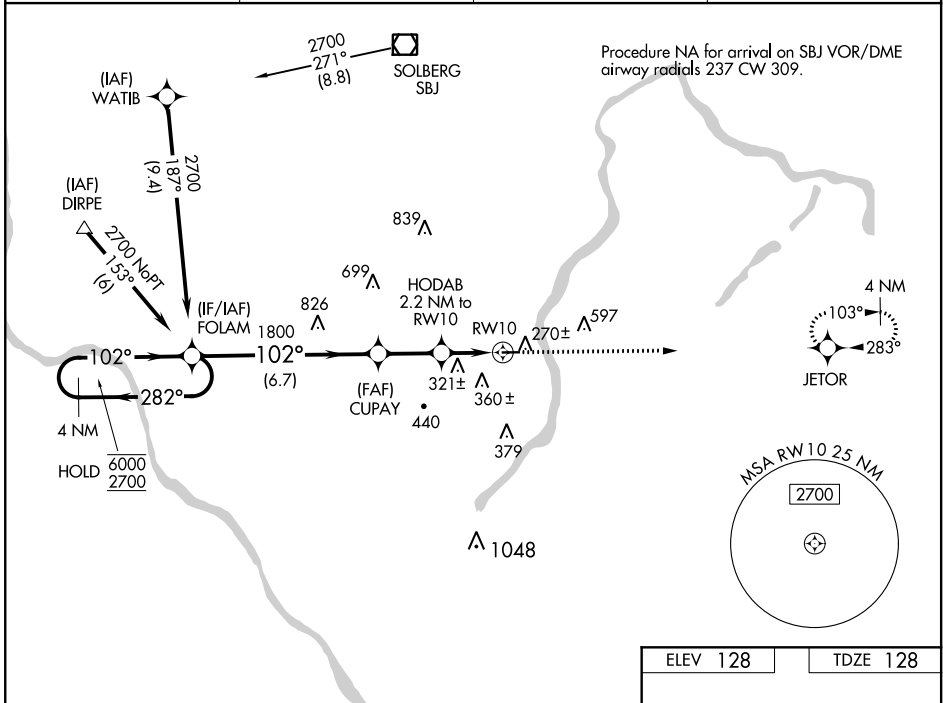 2700
271°
(8.8)
SOLBERG
SBJ
Procedure NA for arrival on SBJ VOR/DME
airway radials 237 CW 309.
(IAF)
WATIB
2700
187°
(9.4)
(IAF)
DIRPE
2700 NoPT
153°
(6)
839
699
826
HODAB
2.2 NM to
RW10
(IF/IAF)
FOLAM
1800
102°
(6.7)
RW10
270±
597
4 NM
103°
283°
JETOR
102°
282°
4 NM
HOLD
6000
2700
(FAF)
CUPAY
321±
360±
440
379
1048
MSA RW10 25 NM
2700
ELEV 128
TDZE 128